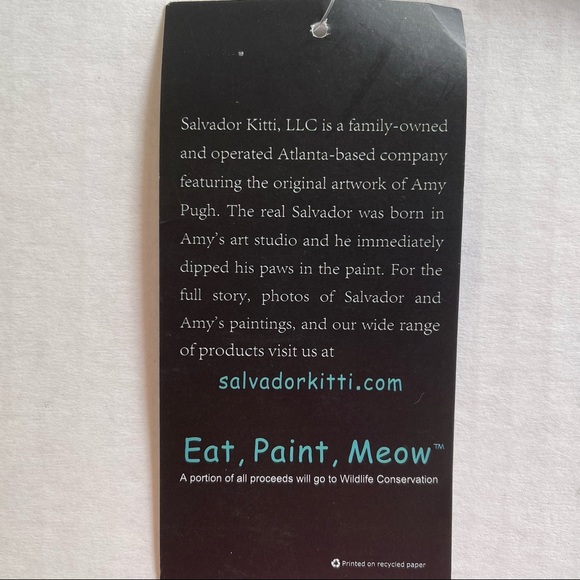 Salvador Kitti, LLC is a family-owned
and operated Atlanta-based company
featuring the original artwork of Amy
Pugh. The real Salvador was born in
Amy's art studio and he immediately
dipped his paws in the paint. For the
full story, photos of Salvador and
Amy's paintings, and our wide range
of products visit us at
salvadorkitti.com
Eat, Paint, Meow™
A portion of all proceeds will go to Wildlife Conservation
Printed on recycled paper